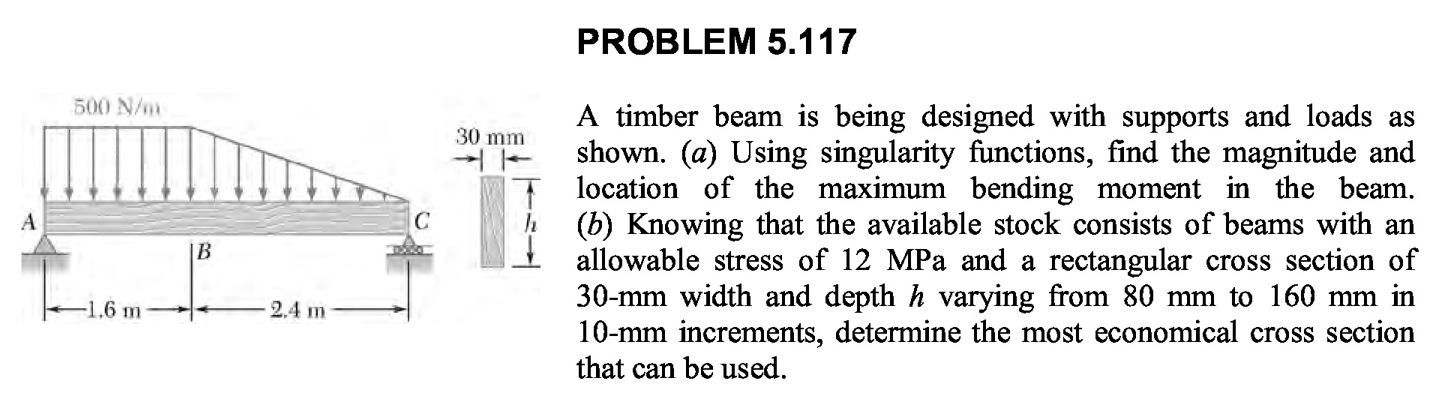 PROBLEM 5.117
500 N/m
30 mm
A
C
h
B
1.6 m
2.4 m
A timber beam is being designed with supports and loads as
shown. (a) Using singularity functions, find the magnitude and
location of the maximum bending moment in the beam.
(b) Knowing that the available stock consists of beams with an
allowable stress of 12 MPa and a rectangular cross section of
30-mm width and depth h varying from 80 mm to 160 mm in
10-mm increments, determine the most economical cross section
that can be used.